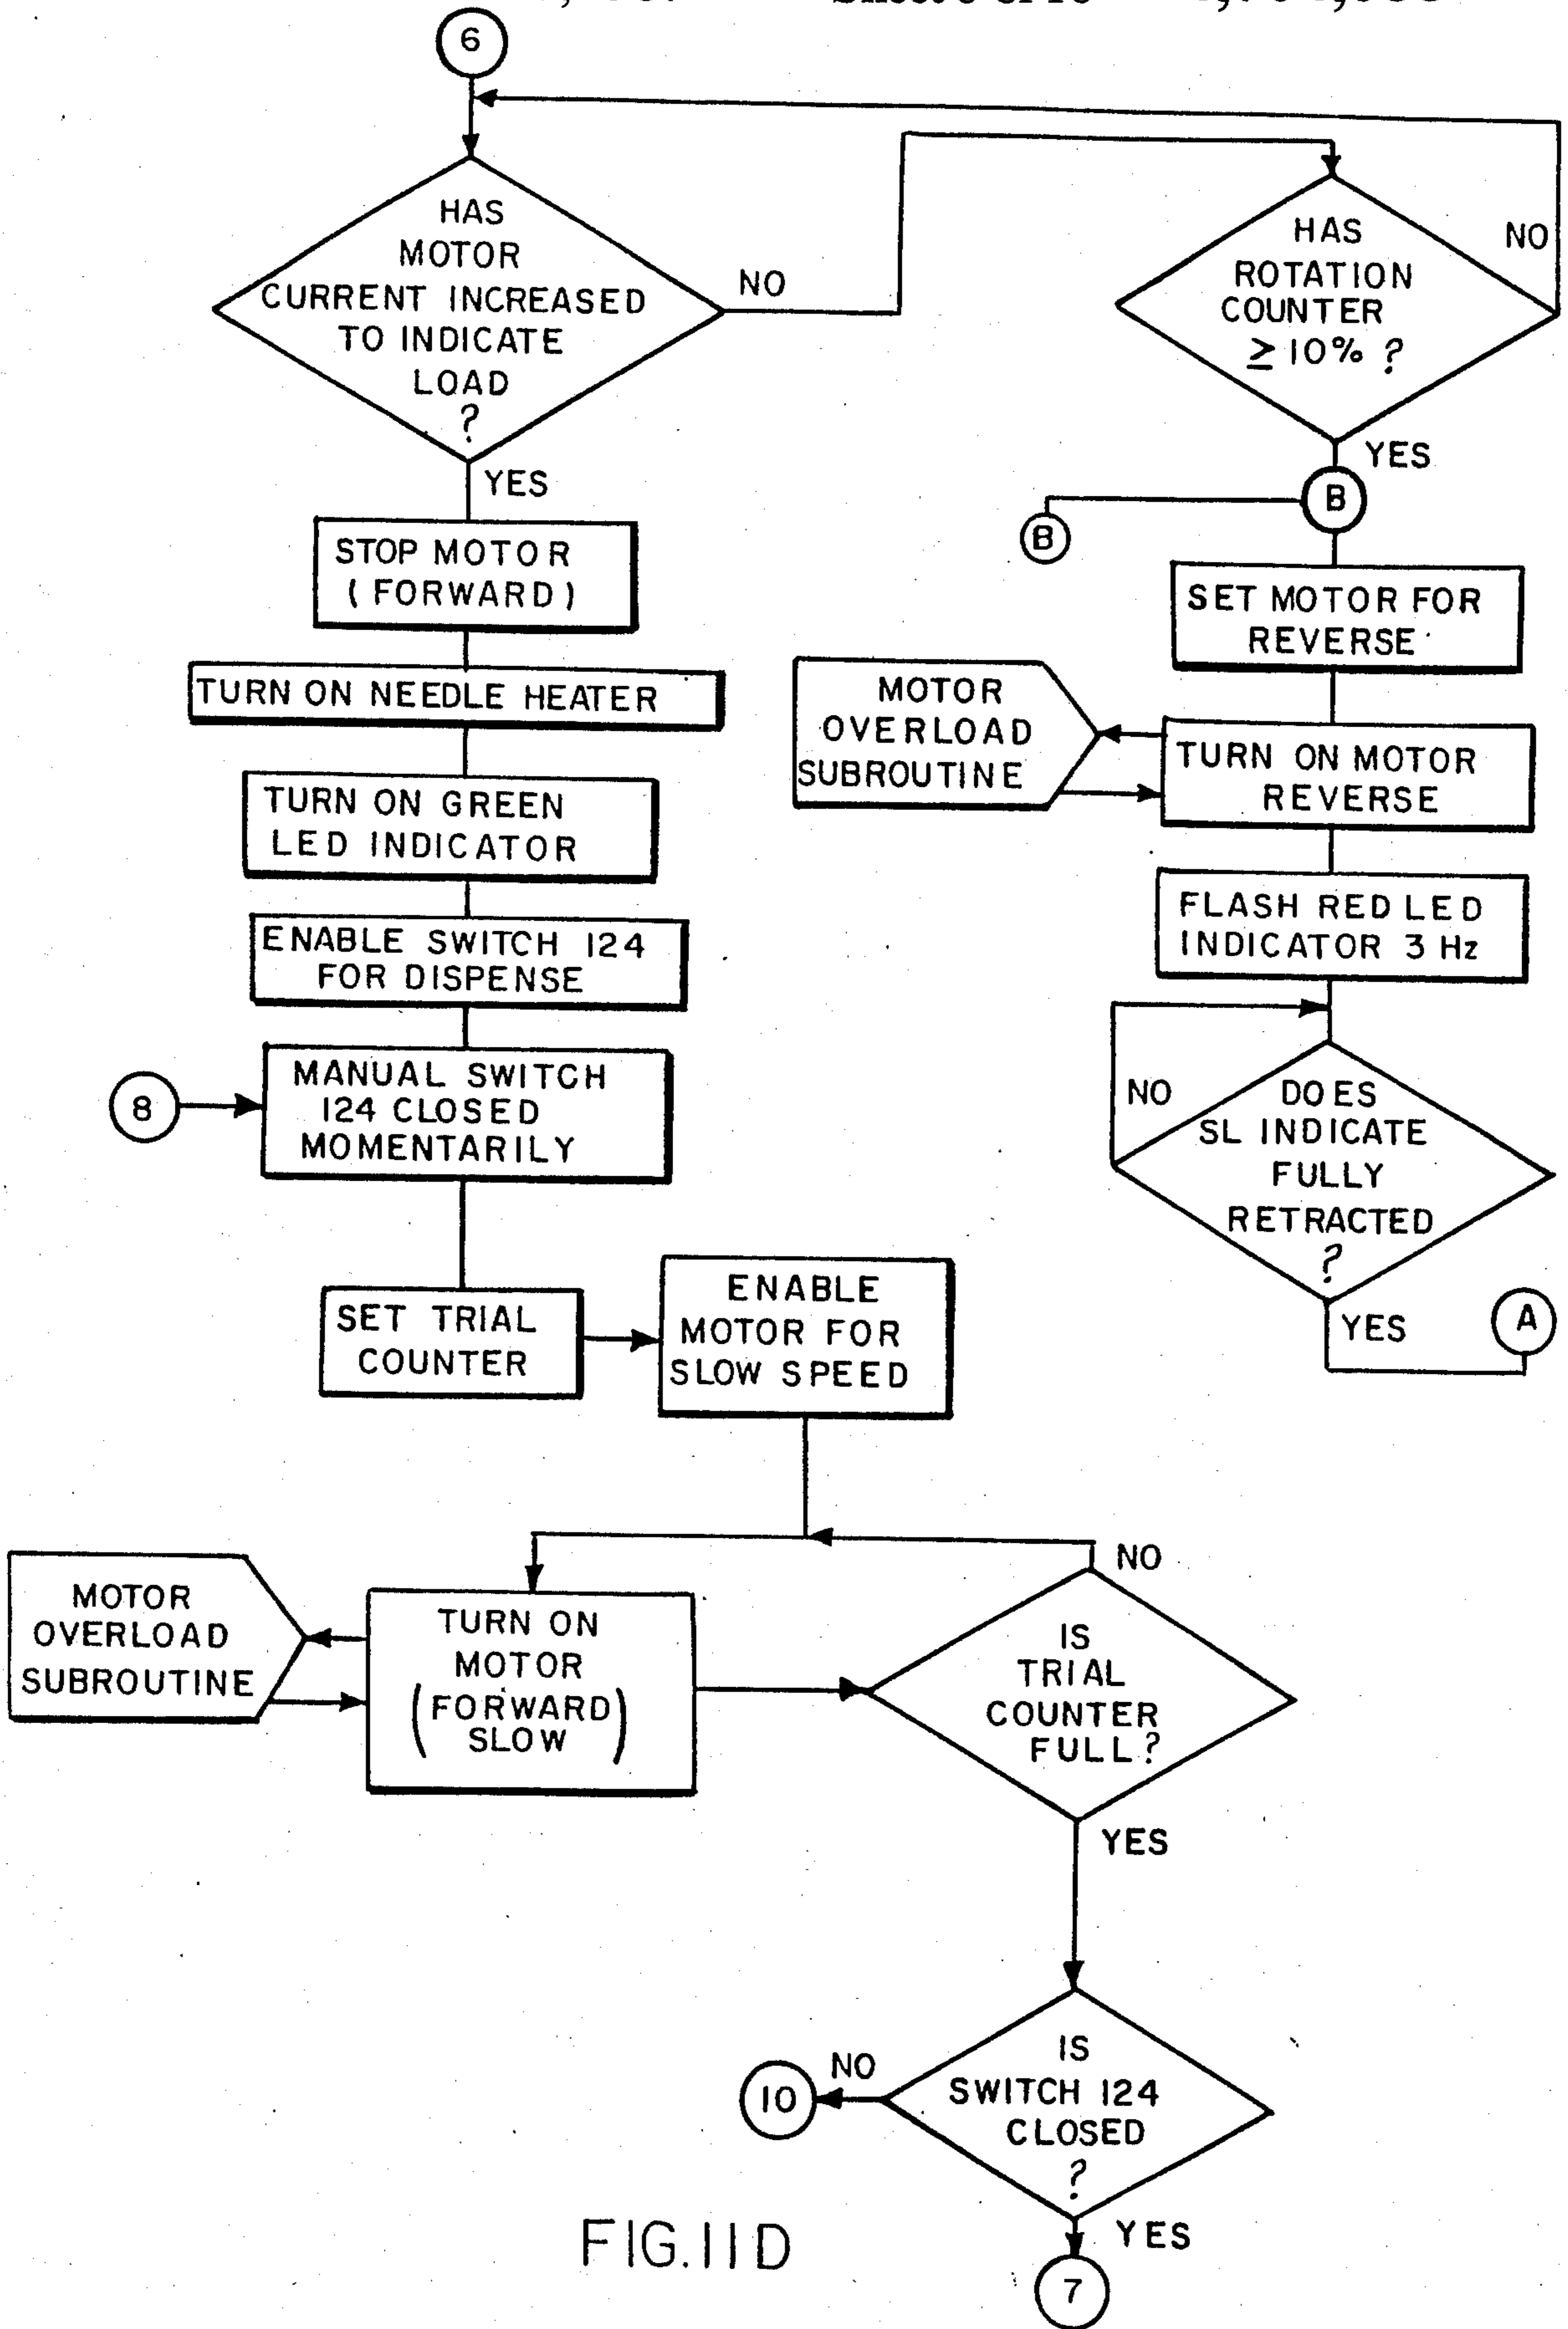 6
HAS
MOTOR
CURRENT INCREASED
TO INDICATE
LOAD
?
NO
YES
HAS
ROTATION
COUNTER
≥ 10% ?
NO
YES
B
B
STOP MOTOR
(FORWARD)
TURN ON NEEDLE HEATER
TURN ON GREEN
LED INDICATOR
ENABLE SWITCH 124
FOR DISPENSE
8
MANUAL SWITCH
124 CLOSED
MOMENTARILY
SET TRIAL
COUNTER
ENABLE
MOTOR FOR
SLOW SPEED
SET MOTOR FOR
REVERSE
MOTOR
OVERLOAD
SUBROUTINE
TURN ON MOTOR
REVERSE
FLASH RED LED
INDICATOR 3 Hz
NO
DOES
SL INDICATE
FULLY
RETRACTED
?
YES
A
MOTOR
OVERLOAD
SUBROUTINE
TURN ON
MOTOR
(FORWARD
SLOW)
NO
IS
TRIAL
COUNTER
FULL?
YES
IS
SWITCH 124
CLOSED
?
NO
10
YES
7
FIG.11D